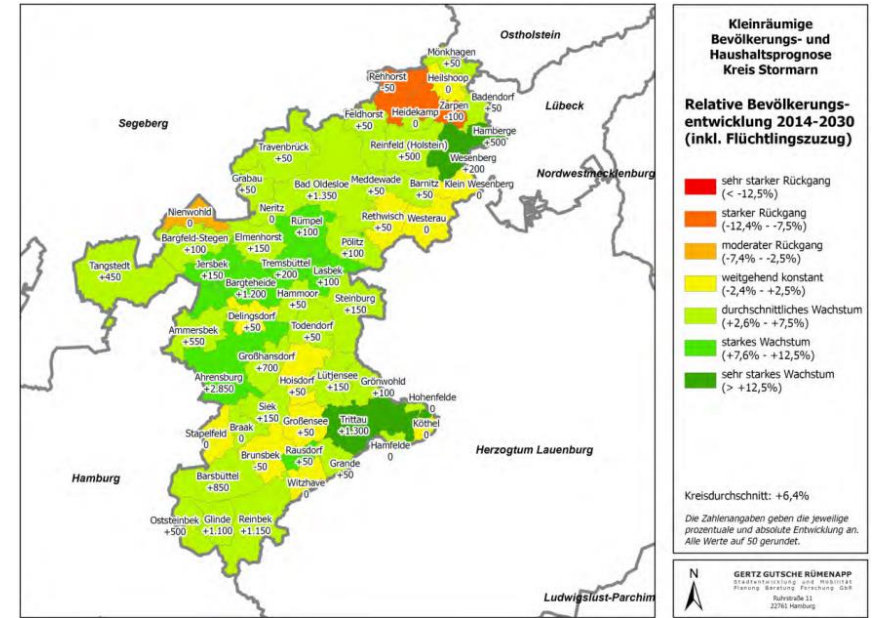 Ostholstein
Mönkhagen
+50
Rehhorst
-50
Heilshoop
0
Badendorf
+50
Lübeck
Zarpen
-100
Heidekamp
0
Feldhorst
+50
Segeberg
Hamberge
+500
Reinfeld (Holstein)
+500
Travenbrück
+50
Wesenberg
+200
Nordwestmecklenburg
Grabau
+50
Bad Oldesloe
+1.350
Meddewade
+50
Barnitz
+50
Klein Wesenberg
0
Nienwohld
0
Neritz
0
Rümpel
+100
Rethwisch
+50
Westerau
0
Bargfeld-Stegen
+100
Elmenhorst
+150
Pölitz
+100
Tangstedt
+450
Jersbek
+150
Tremsbüttel
+200
Lasbek
+100
Bargteheide
+1.200
Hammoor
+50
Steinburg
+150
Delingsdorf
+50
Ammersbek
+550
Todendorf
+50
Großhansdorf
+700
Ahrensburg
+2.850
Hoisdorf
+50
Lütjensee
+150
Grönwohld
+100
Hohenfelde
0
Siek
+150
Großensee
+50
Trittau
+1.300
Köthel
0
Stapelfeld
0
Braak
0
Hamfelde
0
Herzogtum Lauenburg
Brunsbek
-50
Rausdorf
+50
Grande
+50
Hamburg
Barsbüttel
+850
Witzhave
0
Oststeinbek
+500
Glinde
+1.100
Reinbek
+1.150
Ludwigslust-Parchim
Kleinräumige
Bevölkerungs- und
Haushaltsprognose
Kreis Stormarn
Relative Bevölkerungs-
entwicklung 2014-2030
(inkl. Flüchtlingszuzug)
sehr starker Rückgang
(< -12,5%)
starker Rückgang
(-12,4% - -7,5%)
moderater Rückgang
(-7,4% - -2,5%)
weitgehend konstant
(-2,4% - +2,5%)
durchschnittliches Wachstum
(+2,6% - +7,5%)
starkes Wachstum
(+7,6% - +12,5%)
sehr starkes Wachstum
(> +12,5%)
Kreisdurchschnitt: +6,4%
Die Zahlenangaben geben die jeweilige
prozentuale und absolute Entwicklung an.
Alle Werte auf 50 gerundet.
N
GERTZ GUTSCHE RÜMENAPP
Stadtentwicklung und Mobilität
Planung Beratung Forschung GbR
Ruhrstraße 11
22761 Hamburg